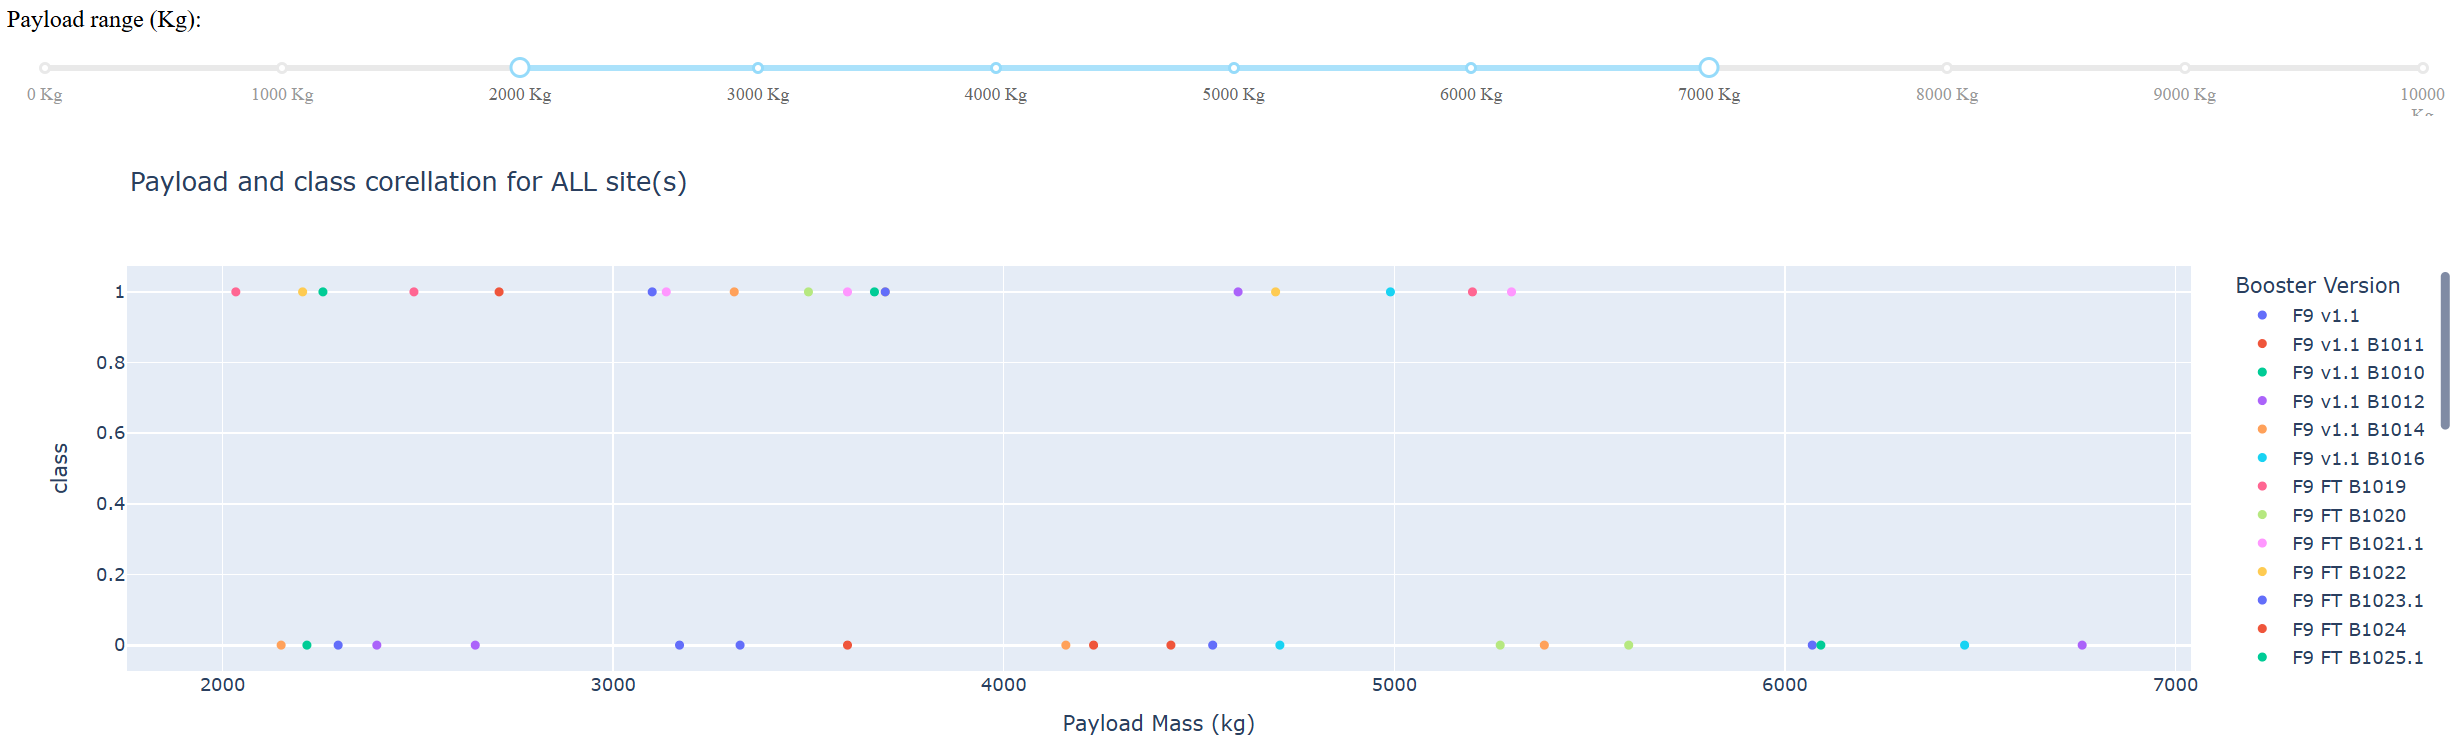 Payload range (Kg):
0 Kg 1000 Kg 2000 Kg 3000 Kg 4000 Kg 5000 Kg 6000 Kg 7000 Kg 8000 Kg 9000 Kg 10000
Kg
Payload and class corellation for ALL site(s)
1
0.8
0.6
0.4
0.2
0
class
2000 3000 4000 5000 6000 7000
Payload Mass (kg)
Booster Version
F9 v1.1
F9 v1.1 B1011
F9 v1.1 B1010
F9 v1.1 B1012
F9 v1.1 B1014
F9 v1.1 B1016
F9 FT B1019
F9 FT B1020
F9 FT B1021.1
F9 FT B1022
F9 FT B1023.1
F9 FT B1024
F9 FT B1025.1